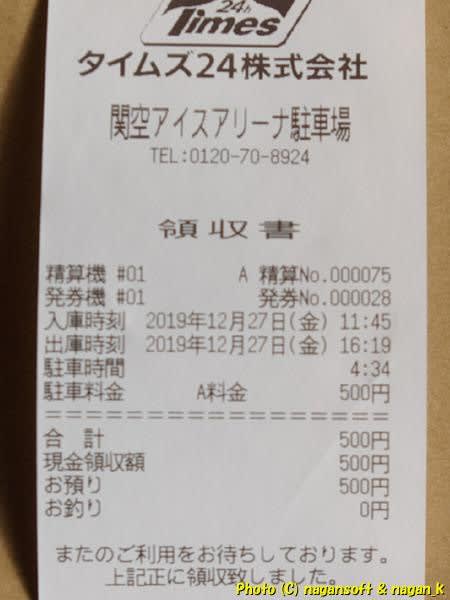 24h
Times
タイムズ24株式会社
関空アイスアリーナ駐車場
TEL:0120-70-8924
領収書
精算機 #01 A 精算No.000075
発券機 #01 発券No.000028
入庫時刻 2019年12月27日(金) 11:45
出庫時刻 2019年12月27日(金) 16:19
駐車時間 4:34
駐車料金 A料金 500円
==============================
合 計 500円
現金領収額 500円
お預り 500円
お釣り 0円
またのご利用をお待ちしております。
上記正に領収致しました。
Photo (C) nagansoft & nagan_k